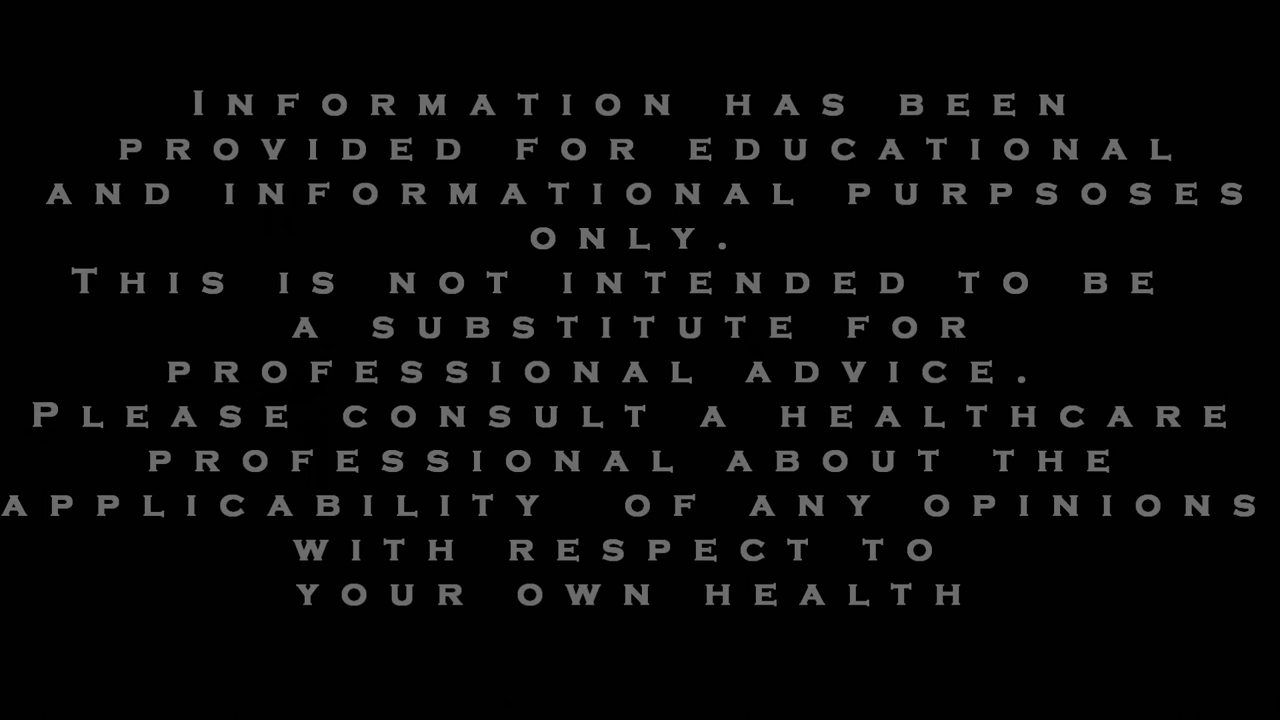 Information has been
provided for educational
and informational purpsoses
only.
This is not intended to be
a substitute for
professional advice.
Please consult a healthcare
professional about the
applicability of any opinions
with respect to
your own health